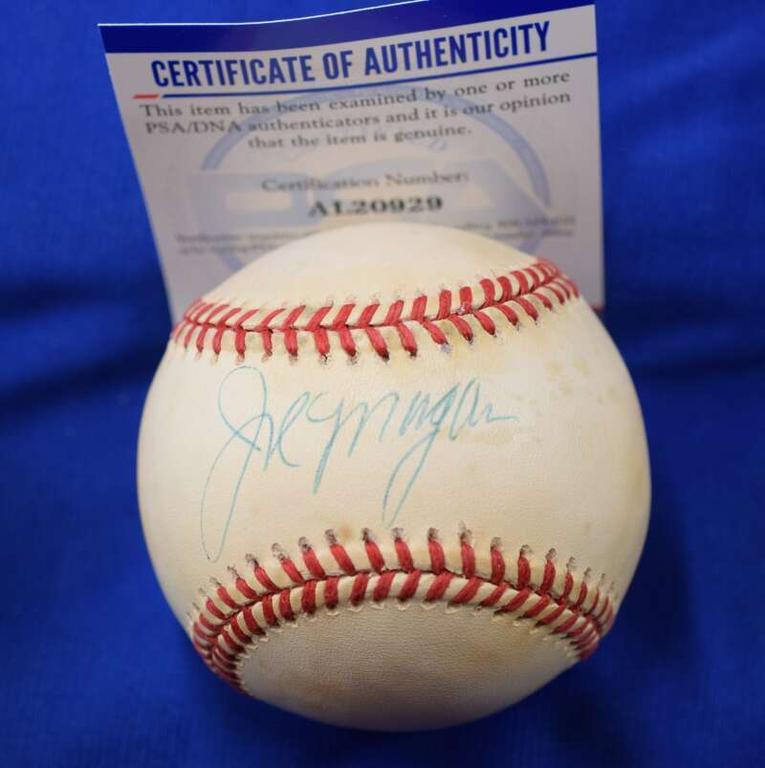 CERTIFICATE OF AUTHENTICITY
This item has been examined by one or more
PSA/DNA authenticators and it is our opinion
that the item is genuine.
Certification Number:
AL20929
Joe Morgan